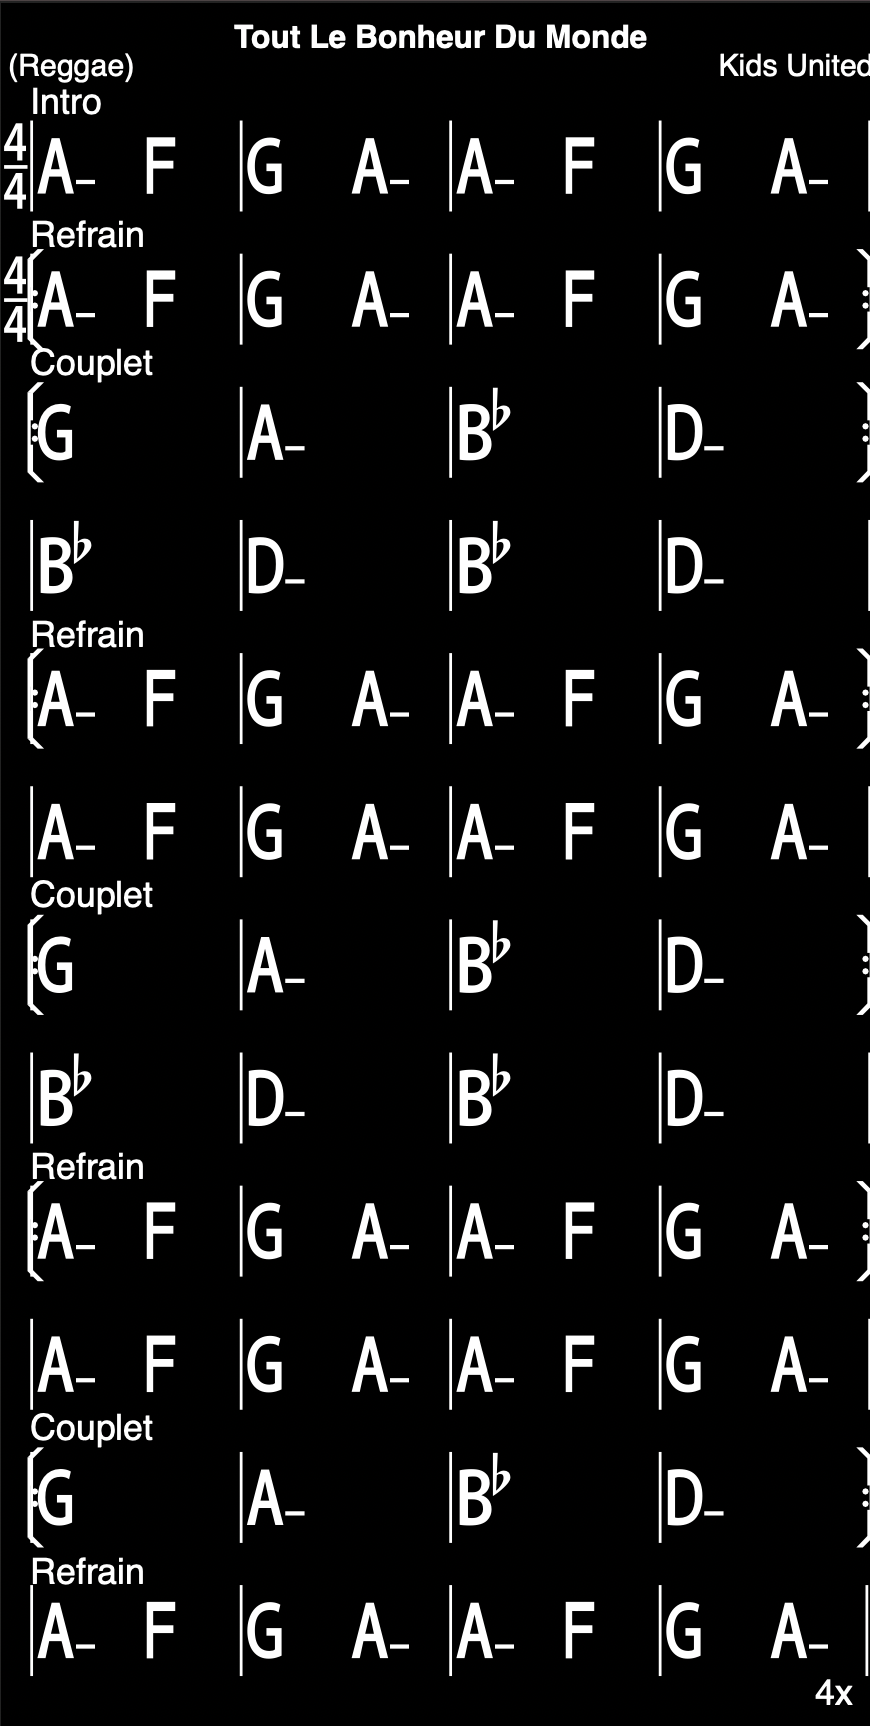 Tout Le Bonheur Du Monde
(Reggae) Kids United
Intro
4/4 A– F G A– A– F G A–
Refrain
4/4 A– F G A– A– F G A–
Couplet
G A– B♭ D–
B♭ D– B♭ D–
Refrain
A– F G A– A– F G A–
A– F G A– A– F G A–
Couplet
G A– B♭ D–
B♭ D– B♭ D–
Refrain
A– F G A– A– F G A–
A– F G A– A– F G A–
Couplet
G A– B♭ D–
Refrain
A– F G A– A– F G A–
4x